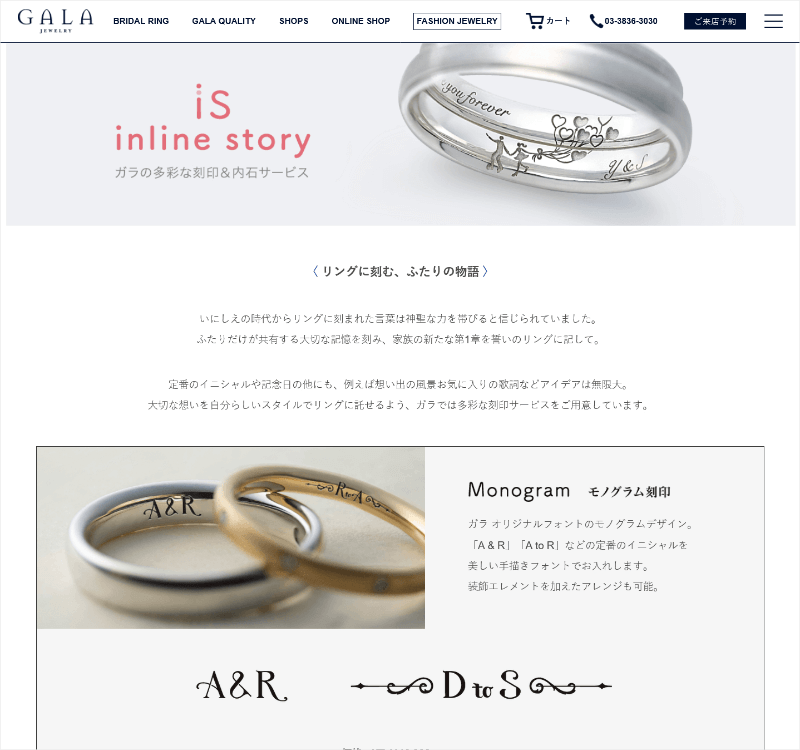 GALA
JEWELRY
BRIDAL RING
GALA QUALITY
SHOPS
ONLINE SHOP
FASHION JEWELRY
カート
03-3836-3030
ご来店予約
iS
inline story
ガラの多彩な刻印&内石サービス
you forever
Y & S
〈 リングに刻む、ふたりの物語 〉
いにしえの時代からリングに刻まれた言葉は神聖な力を帯びると信じられていました。
ふたりだけが共有する大切な記憶を刻み、家族の新たな第1章を誓いのリングに記して。
定番のイニシャルや記念日の他にも、例えば想い出の風景お気に入りの歌詞などアイデアは無限大。
大切な想いを自分らしいスタイルでリングに託せるよう、ガラでは多彩な刻印サービスをご用意しています。
A&R
R to A
Monogram モノグラム刻印
ガラ オリジナルフォントのモノグラムデザイン。
「A & R」「A to R」などの定番のイニシャルを
美しい手描きフォントでお入れします。
装飾エレメントを加えたアレンジも可能。
A&R
D to S